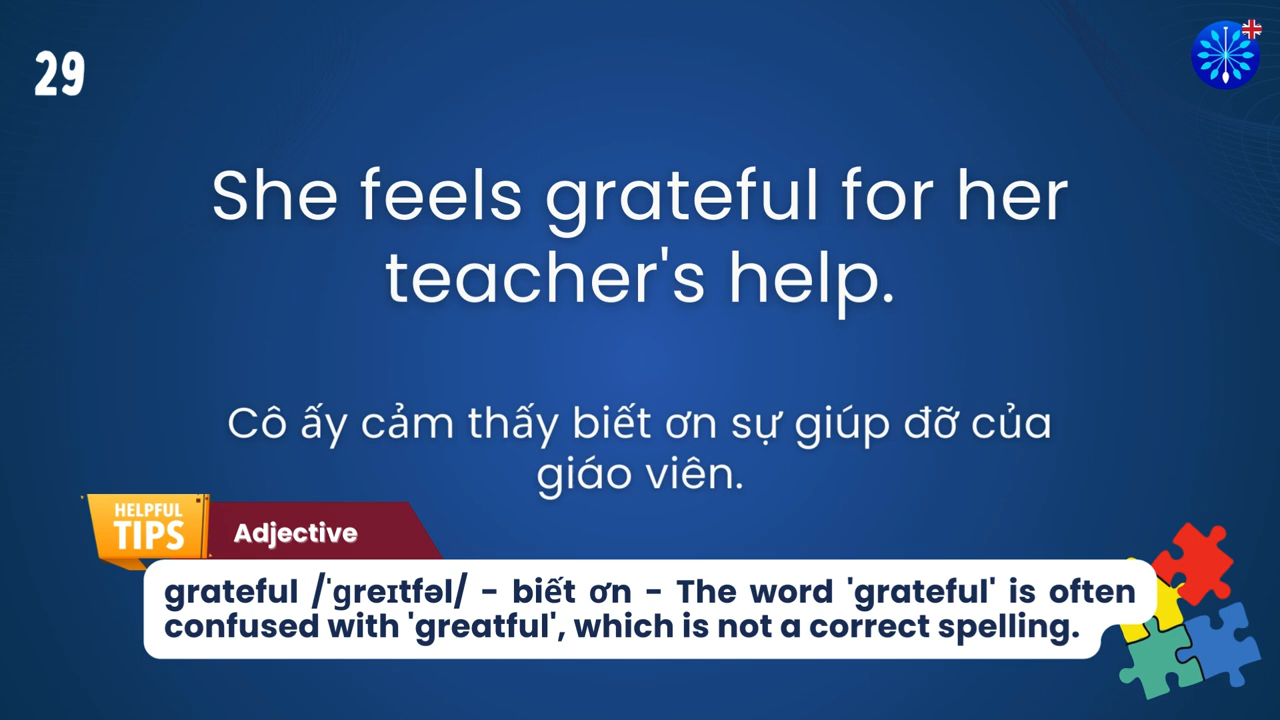 29
She feels grateful for her
teacher's help.
Cô ấy cảm thấy biết ơn sự giúp đỡ của
giáo viên.
HELPFUL
TIPS
Adjective
grateful /ˈɡreɪtfəl/ - biết ơn - The word 'grateful' is often
confused with 'greatful', which is not a correct spelling.